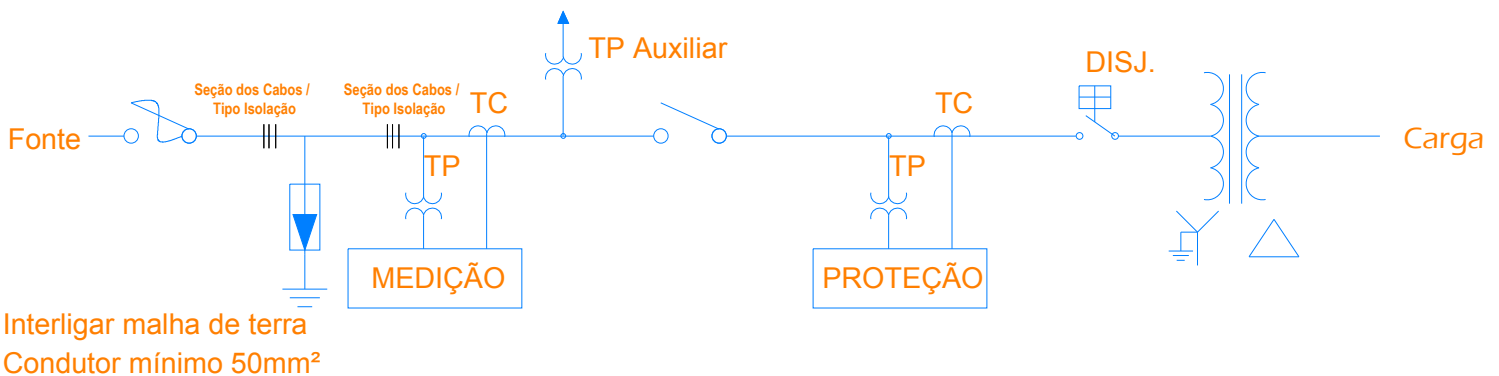 TP Auxiliar
DISJ.
Seção dos Cabos /
Tipo Isolação
Seção dos Cabos /
Tipo Isolação
TC
TC
Fonte
Carga
TP
TP
MEDIÇÃO
PROTEÇÃO
Interligar malha de terra
Condutor mínimo 50mm²